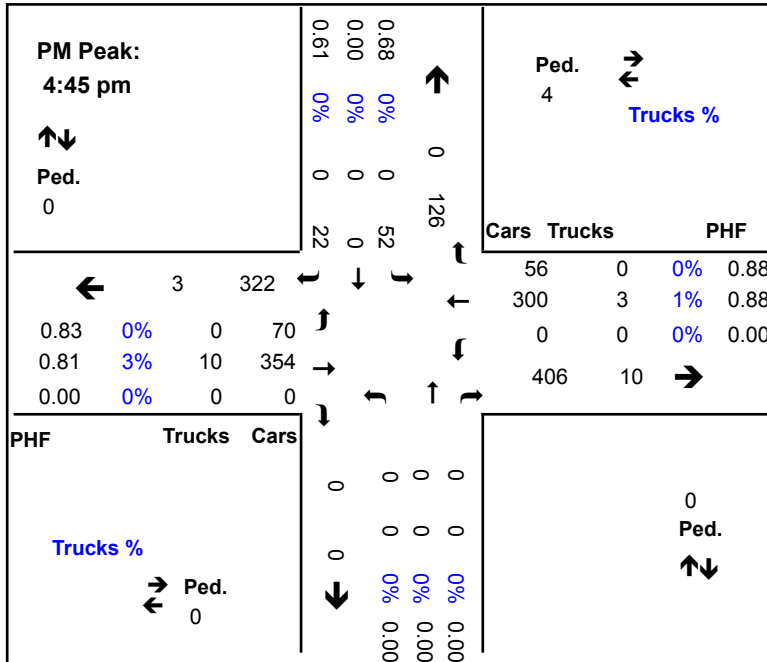 PM Peak:
4:45 pm
Ped.
0
0.61 0.00 0.68
0% 0% 0%
0 0 0
22 0 52
0 126
Ped.
4
Trucks %
Cars Trucks PHF
3 322
0.83 0% 0 70
0.81 3% 10 354
0.00 0% 0 0
56 0 0% 0.88
300 3 1% 0.88
0 0 0% 0.00
406 10
PHF Trucks Cars
Trucks %
Ped.
0
0 0
0 0 0
0 0 0
0% 0% 0%
0.00 0.00 0.00
0
Ped.